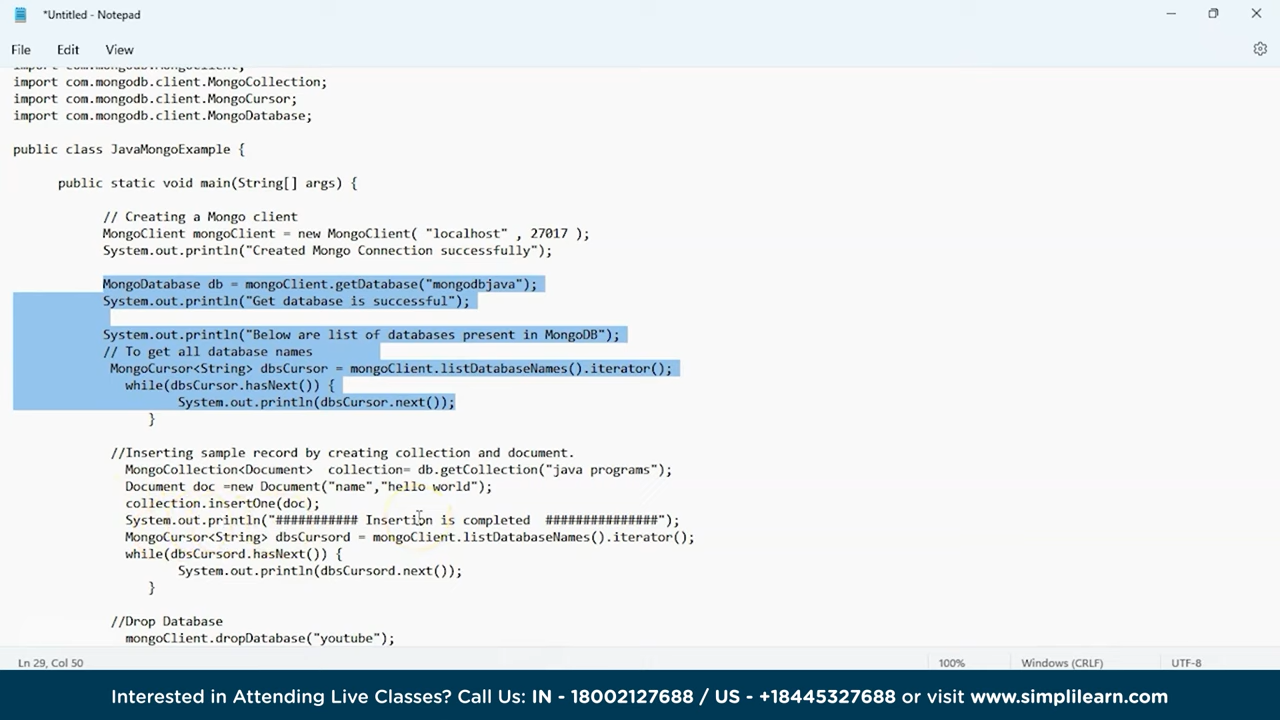 *Untitled - Notepad
File Edit View
import com.mongodb.MongoClient;
import com.mongodb.client.MongoCollection;
import com.mongodb.client.MongoCursor;
import com.mongodb.client.MongoDatabase;
public class JavaMongoExample {
public static void main(String[] args) {
// Creating a Mongo client
MongoClient mongoClient = new MongoClient( "localhost" , 27017 );
System.out.println("Created Mongo Connection successfully");
MongoDatabase db = mongoClient.getDatabase("mongodbjava");
System.out.println("Get database is successful");
System.out.println("Below are list of databases present in MongoDB");
// To get all database names
MongoCursor<String> dbsCursor = mongoClient.listDatabaseNames().iterator();
while(dbsCursor.hasNext()) {
System.out.println(dbsCursor.next());
}
//Inserting sample record by creating collection and document.
MongoCollection<Document> collection= db.getCollection("java programs");
Document doc =new Document("name","hello world");
collection.insertOne(doc);
System.out.println("########### Insertion is completed ###############");
MongoCursor<String> dbsCursord = mongoClient.listDatabaseNames().iterator();
while(dbsCursord.hasNext()) {
System.out.println(dbsCursord.next());
}
//Drop Database
mongoClient.dropDatabase("youtube");
Ln 29, Col 50 100% Windows (CRLF) UTF-8
Interested in Attending Live Classes? Call Us: IN - 18002127688 / US - +18445327688 or visit www.simplilearn.com